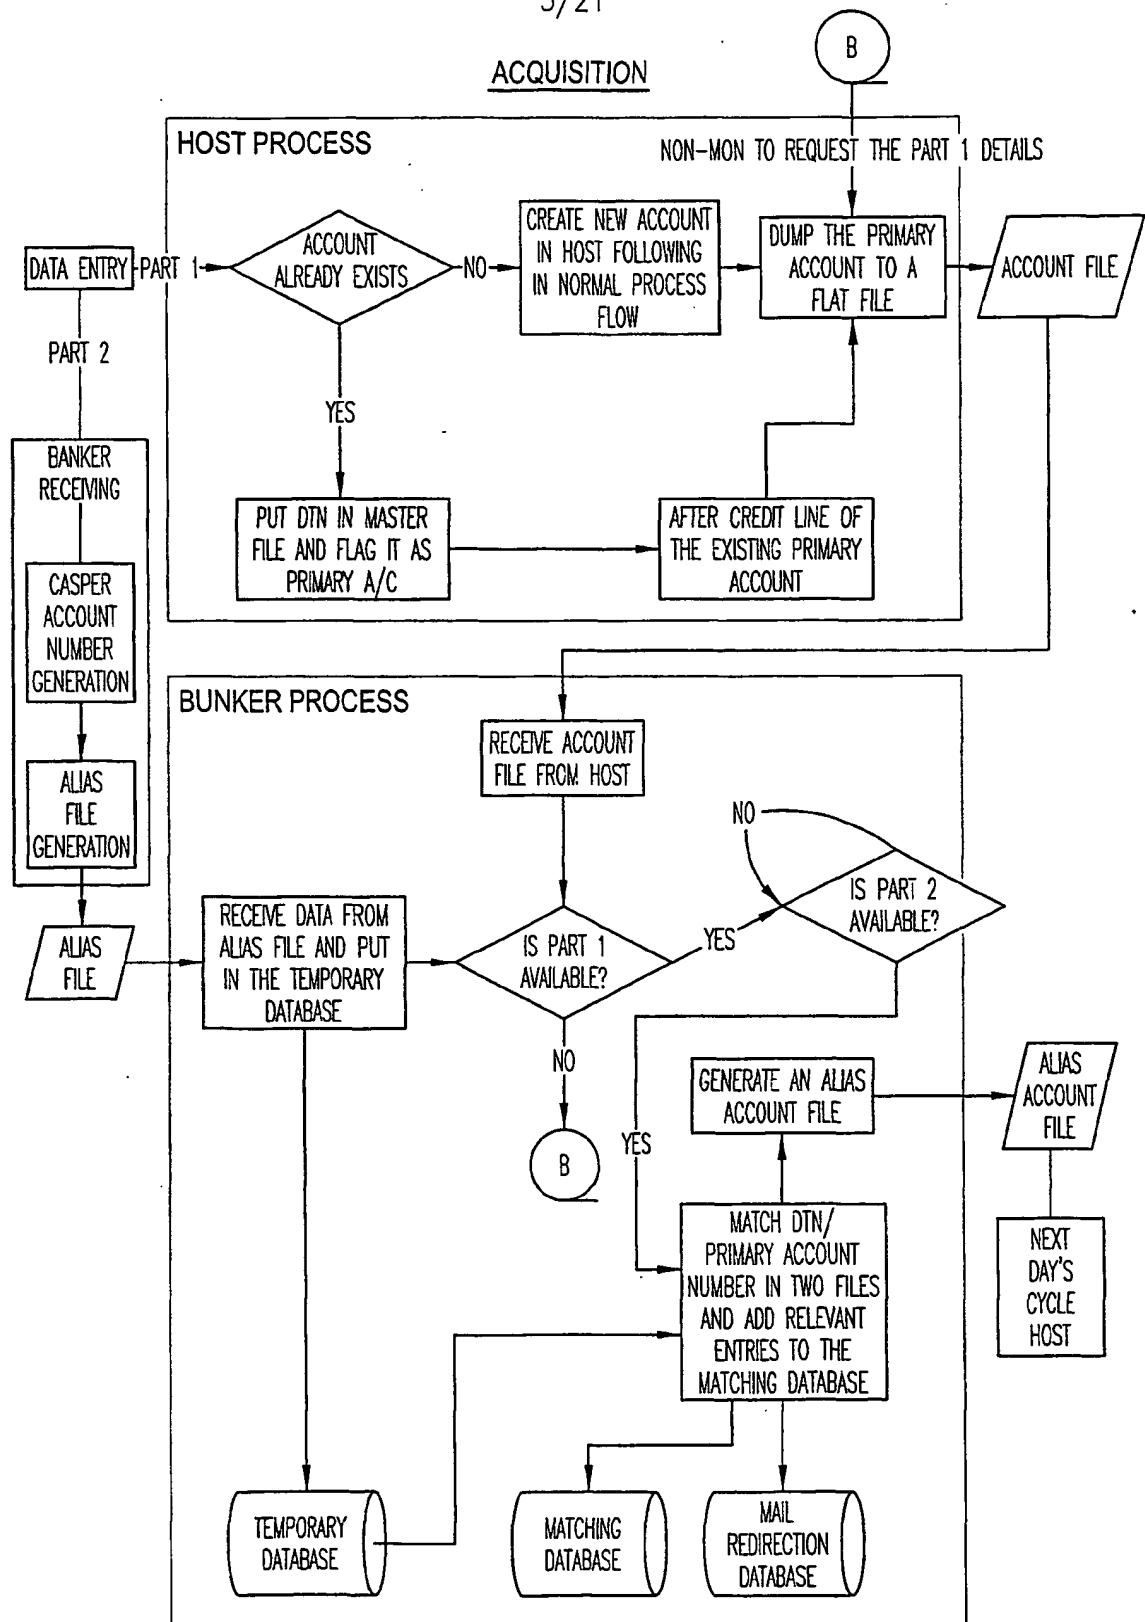 5/21
ACQUISITION
B
HOST PROCESS
NON-MON TO REQUEST THE PART 1 DETAILS
DATA ENTRY
PART 1
ACCOUNT
ALREADY EXISTS
NO
CREATE NEW ACCOUNT
IN HOST FOLLOWING
IN NORMAL PROCESS
FLOW
DUMP THE PRIMARY
ACCOUNT TO A
FLAT FILE
ACCOUNT FILE
PART 2
YES
BANKER
RECEIVING
PUT DTN IN MASTER
FILE AND FLAG IT AS
PRIMARY A/C
AFTER CREDIT LINE OF
THE EXISTING PRIMARY
ACCOUNT
CASPER
ACCOUNT
NUMBER
GENERATION
ALIAS
FILE
GENERATION
ALIAS
FILE
BUNKER PROCESS
RECEIVE ACCOUNT
FILE FROM HOST
NO
IS PART 2
AVAILABLE?
RECEIVE DATA FROM
ALIAS FILE AND PUT
IN THE TEMPORARY
DATABASE
IS PART 1
AVAILABLE?
YES
NO
B
GENERATE AN ALIAS
ACCOUNT FILE
ALIAS
ACCOUNT
FILE
YES
MATCH DTN/
PRIMARY ACCOUNT
NUMBER IN TWO FILES
AND ADD RELEVANT
ENTRIES TO THE
MATCHING DATABASE
NEXT
DAY'S
CYCLE
HOST
TEMPORARY
DATABASE
MATCHING
DATABASE
MAIL
REDIRECTION
DATABASE